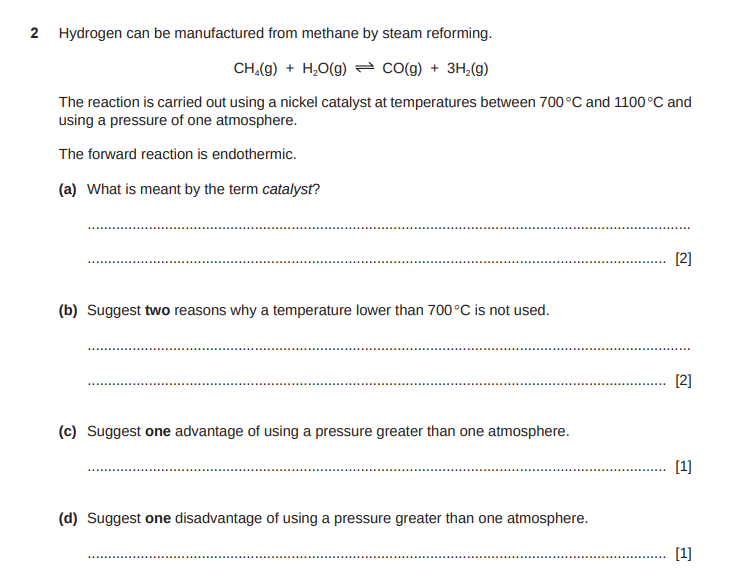 2 Hydrogen can be manufactured from methane by steam reforming.
CH₄(g) + H₂O(g) ⇌ CO(g) + 3H₂(g)
The reaction is carried out using a nickel catalyst at temperatures between 700 °C and 1100 °C and
using a pressure of one atmosphere.
The forward reaction is endothermic.
(a) What is meant by the term catalyst?
[2]
(b) Suggest two reasons why a temperature lower than 700 °C is not used.
[2]
(c) Suggest one advantage of using a pressure greater than one atmosphere.
[1]
(d) Suggest one disadvantage of using a pressure greater than one atmosphere.
[1]